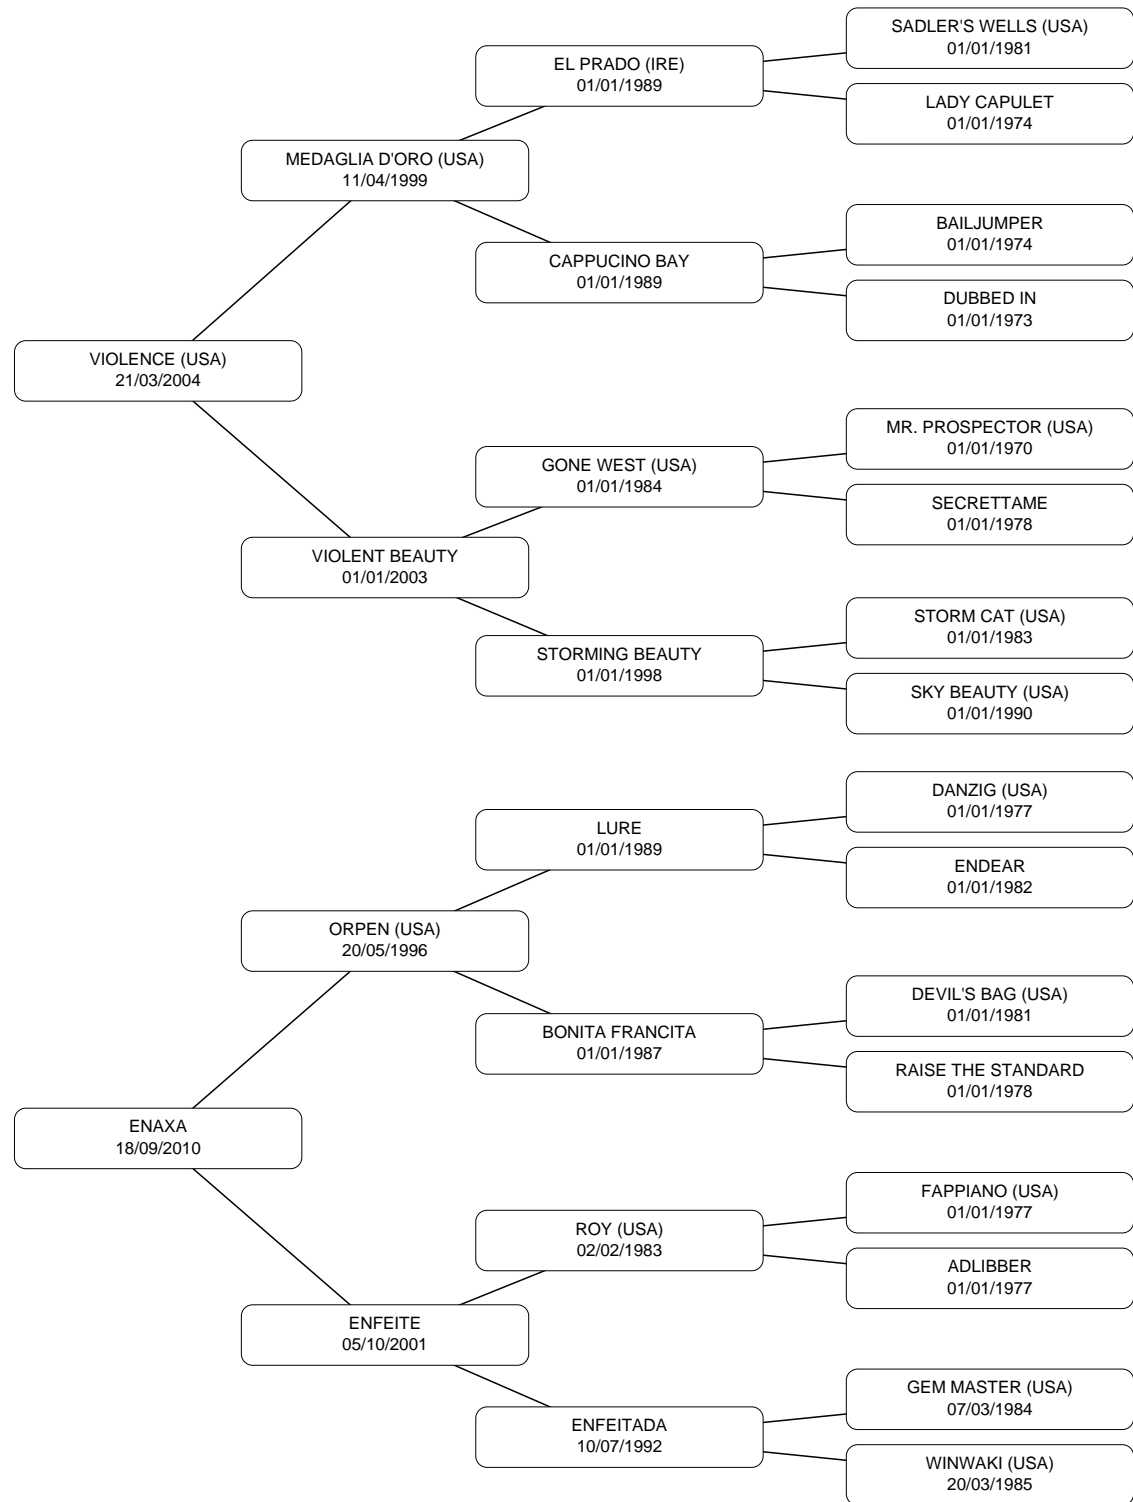 SADLER'S WELLS (USA)
01/01/1981
EL PRADO (IRE)
01/01/1989
LADY CAPULET
01/01/1974
MEDAGLIA D'ORO (USA)
11/04/1999
BAILJUMPER
01/01/1974
CAPPUCINO BAY
01/01/1989
DUBBED IN
01/01/1973
VIOLENCE (USA)
21/03/2004
MR. PROSPECTOR (USA)
01/01/1970
GONE WEST (USA)
01/01/1984
SECRETTAME
01/01/1978
VIOLENT BEAUTY
01/01/2003
STORM CAT (USA)
01/01/1983
STORMING BEAUTY
01/01/1998
SKY BEAUTY (USA)
01/01/1990
DANZIG (USA)
01/01/1977
LURE
01/01/1989
ENDEAR
01/01/1982
ORPEN (USA)
20/05/1996
DEVIL'S BAG (USA)
01/01/1981
BONITA FRANCITA
01/01/1987
RAISE THE STANDARD
01/01/1978
ENAXA
18/09/2010
FAPPIANO (USA)
01/01/1977
ROY (USA)
02/02/1983
ADLIBBER
01/01/1977
ENFEITE
05/10/2001
GEM MASTER (USA)
07/03/1984
ENFEITADA
10/07/1992
WINWAKI (USA)
20/03/1985